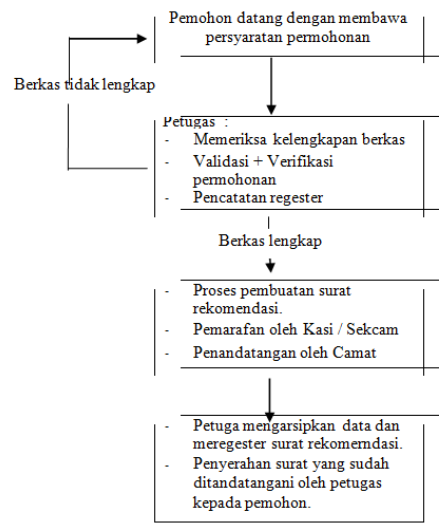 Pemohon datang dengan membawa
persyaratan permohonan
Berkas tidak lengkap
Petugas :
- Memeriksa kelengkapan berkas
- Validasi + Verifikasi
permohonan
- Pencatatan regester
Berkas lengkap
- Proses pembuatan surat
rekomendasi.
- Pemarafan oleh Kasi / Sekcam
- Penandatangan oleh Camat
- Petuga mengarsipkan data dan
meregester surat rekomerndasi.
- Penyerahan surat yang sudah
ditandatangani oleh petugas
kepada pemohon.